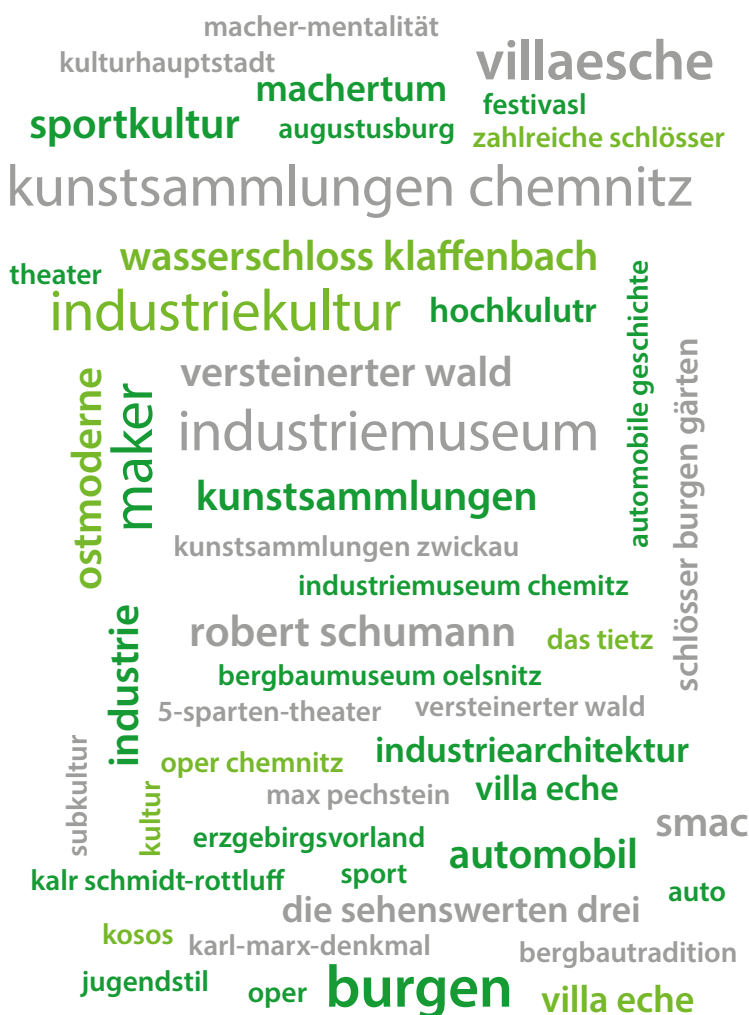 macher-mentalität
kulturhauptstadt
villaesche
machertum
festivasl
sportkultur
augustusburg
zahlreiche schlösser
kunstsammlungen chemnitz
wasserschloss klaffenbach
theater
industriekultur
hochkulutr
automobile geschichte
versteinerter wald
schlösser burgen gärten
ostmoderne
maker
industriemuseum
kunstsammlungen
kunstsammlungen zwickau
industriemuseum chemitz
industrie
robert schumann
das tietz
bergbaumuseum oelsnitz
5-sparten-theater
versteinerter wald
subkultur
oper chemnitz
industriearchitektur
kultur
max pechstein
villa eche
smac
erzgebirgsvorland
automobil
kalr schmidt-rottluff
sport
auto
die sehenswerten drei
kosos
karl-marx-denkmal
bergbautradition
jugendstil
oper
burgen
villa eche